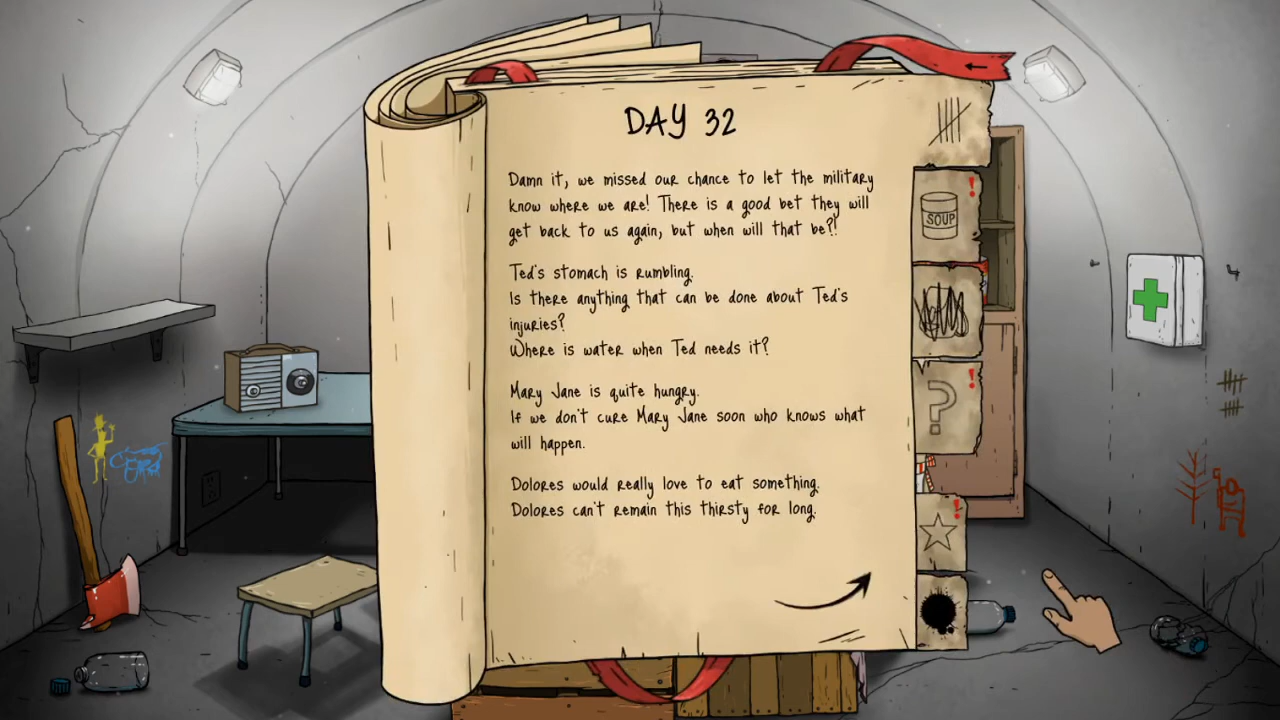 DAY 32
Damn it, we missed our chance to let the military
know where we are! There is a good bet they will
get back to us again, but when will that be?!
Ted's stomach is rumbling.
Is there anything that can be done about Ted's
injuries?
Where is water when Ted needs it?
Mary Jane is quite hungry.
If we don't cure Mary Jane soon who knows what
will happen.
Dolores would really love to eat something.
Dolores can't remain this thirsty for long.
!
SOUP
!
?
!